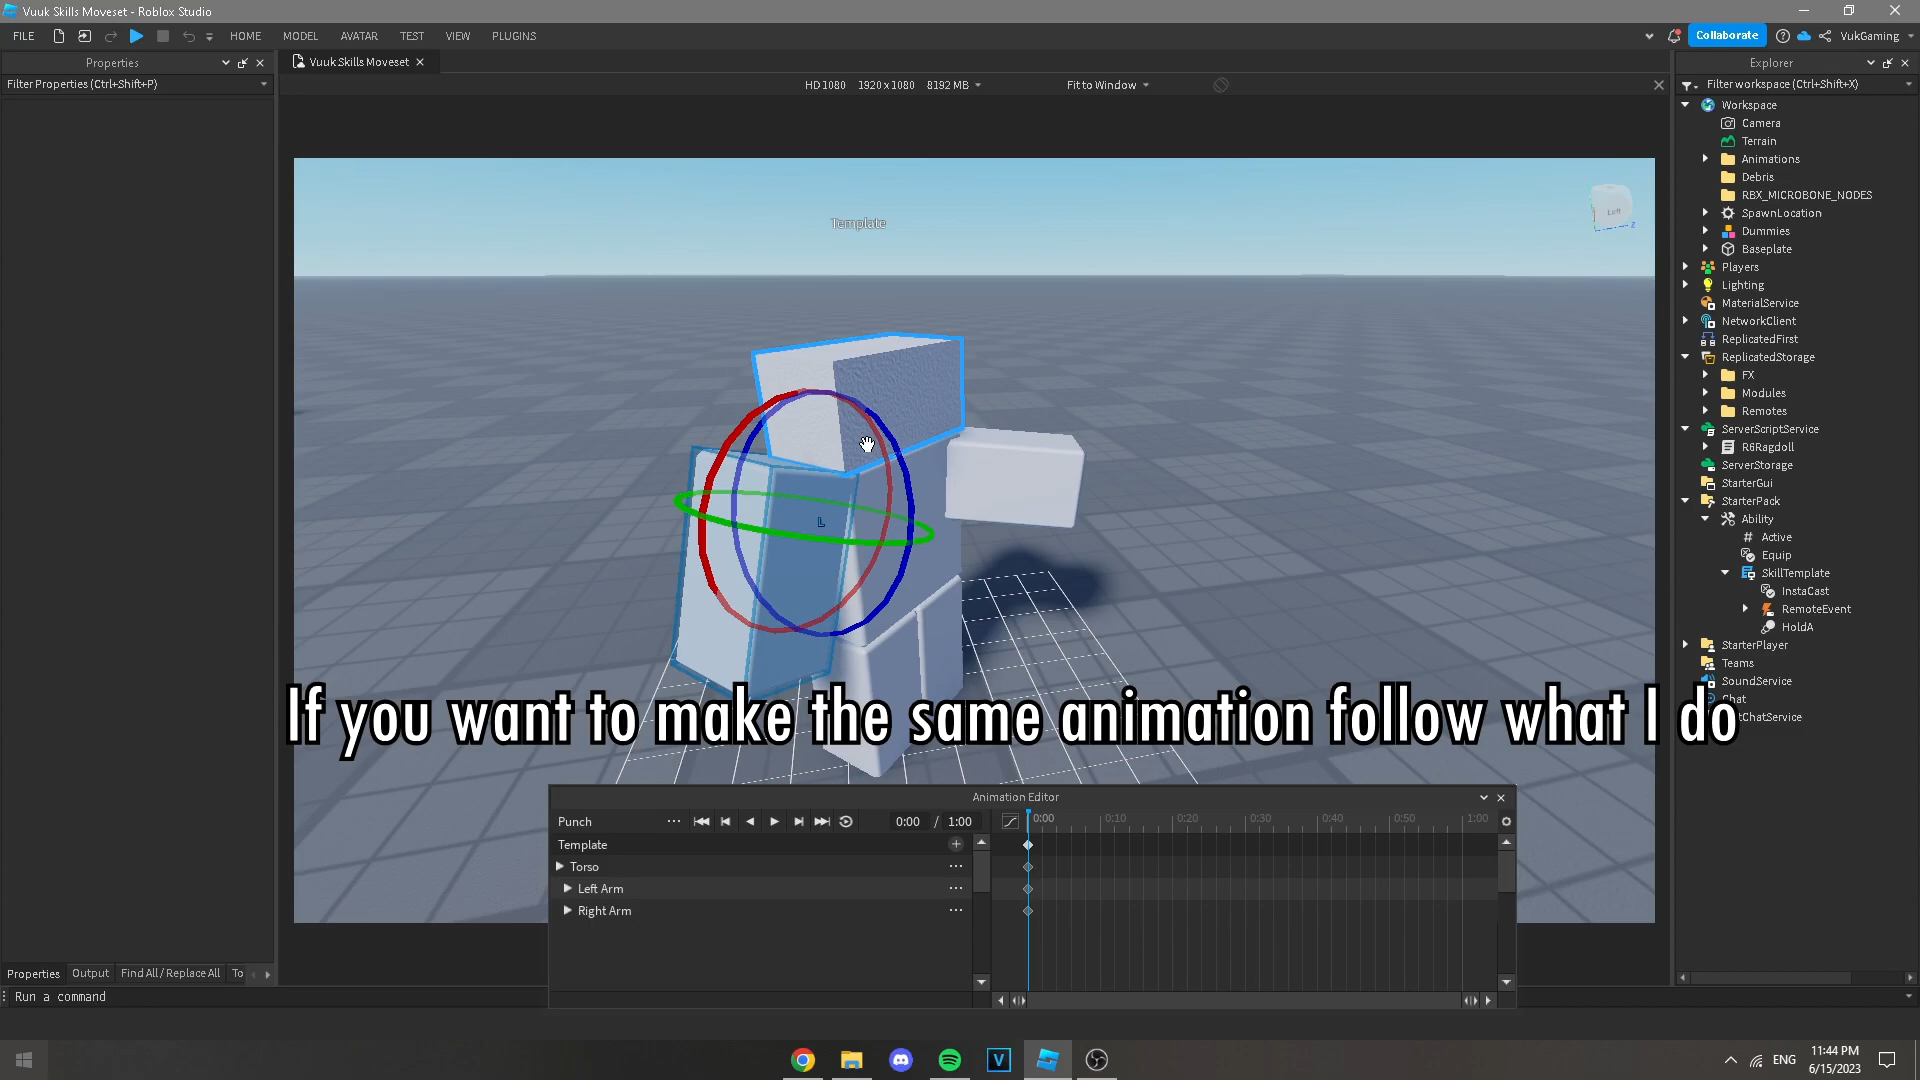 Vuuk Skills Moveset - Roblox Studio
FILE HOME MODEL AVATAR TEST VIEW PLUGINS Collaborate VukGaming
Properties
Filter Properties (Ctrl+Shift+P)
Vuuk Skills Moveset
HD1080 1920x1080 8192 MB Fit to Window
Explorer
Filter workspace (Ctrl+Shift+X)
Workspace
Camera
Terrain
Animations
Debris
RBX_MICROBONE_NODES
SpawnLocation
Dummies
Baseplate
Players
Lighting
MaterialService
NetworkClient
ReplicatedFirst
ReplicatedStorage
FX
Modules
Remotes
ServerScriptService
R6Ragdoll
ServerStorage
StarterGui
StarterPack
Ability
Active
Equip
SkillTemplate
InstaCast
RemoteEvent
HoldA
StarterPlayer
Teams
SoundService
Chat
ChatService
Template
Left
Z
L
If you want to make the same animation follow what I do
Animation Editor
Punch 0:00 / 1:00
0:00 0:10 0:20 0:30 0:40 0:50 1:00
Template
Torso
Left Arm
Right Arm
Properties Output Find All / Replace All To
Run a command
V
ENG
11:44 PM
6/15/2023